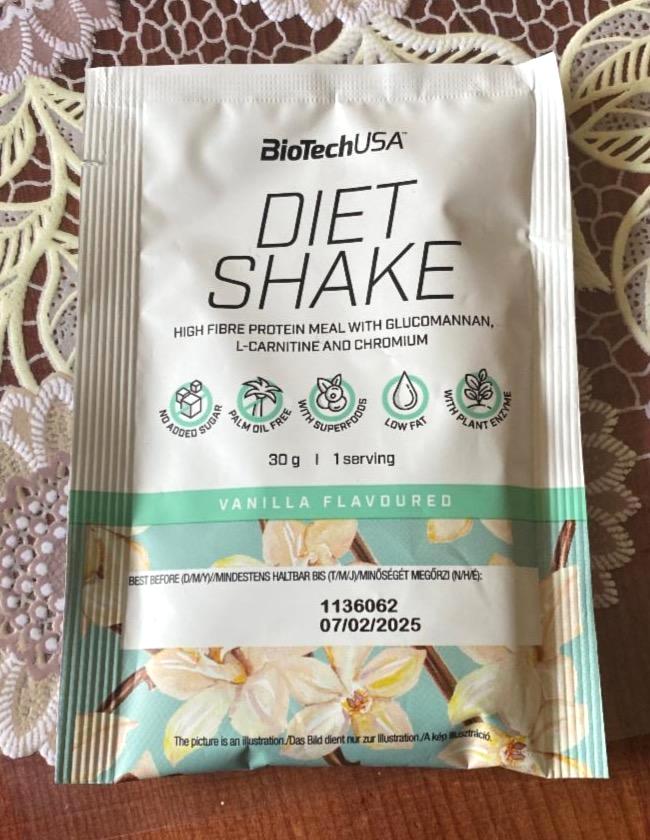 BioTechUSA™
DIET
SHAKE
HIGH FIBRE PROTEIN MEAL WITH GLUCOMANNAN,
L-CARNITINE AND CHROMIUM
NO ADDED SUGAR PALM OIL FREE WITH SUPERFOODS LOW FAT WITH PLANT ENZYME
30 g | 1 serving
VANILLA FLAVOURED
BEST BEFORE (D/M/Y)/MINDESTENS HALTBAR BIS (T/M/J)/MINŐSÉGÉT MEGŐRZI (N/H/É):
1136062
07/02/2025
The picture is an illustration./Das Bild dient nur zur Illustration./A kép illusztráció.